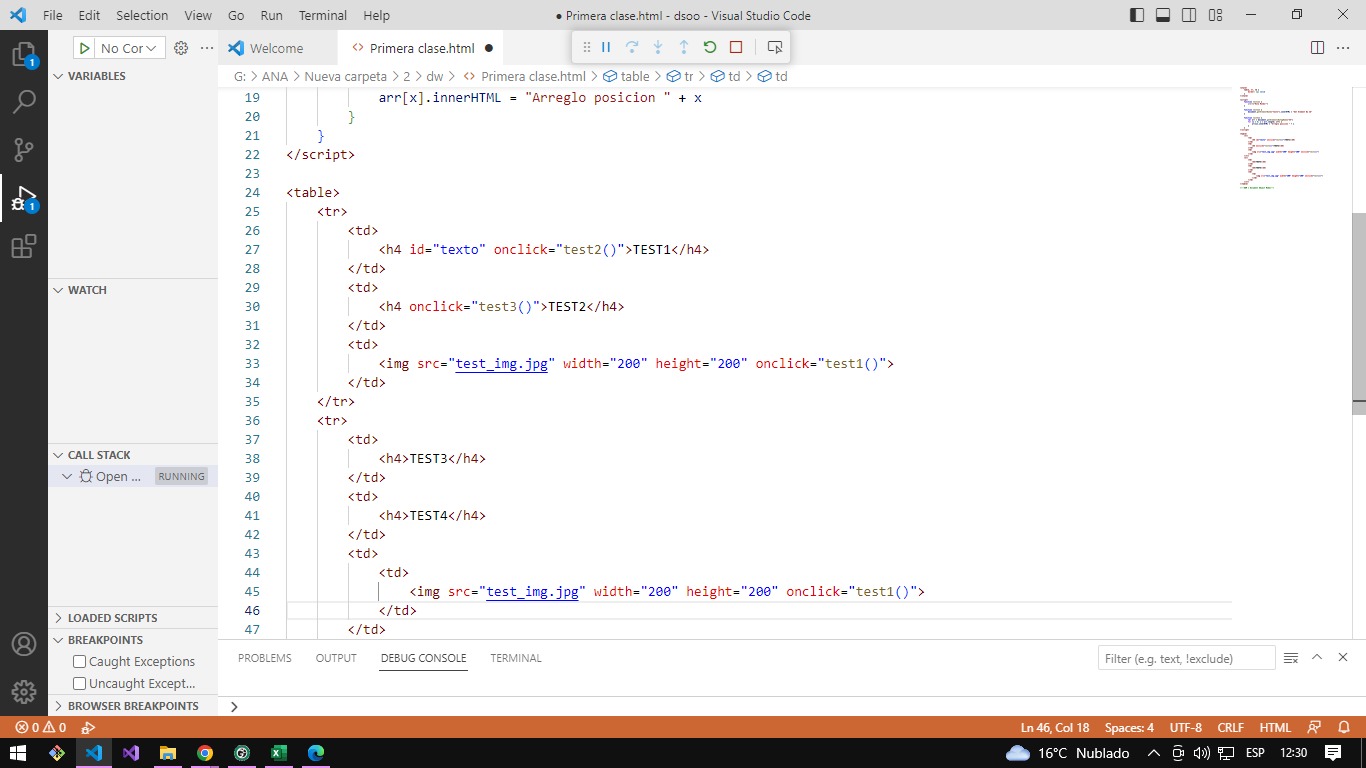 File Edit Selection View Go Run Terminal Help ● Primera clase.html - dsoo - Visual Studio Code
No Cor Welcome <> Primera clase.html ●
VARIABLES
G: > ANA > Nueva carpeta > 2 > dw > <> Primera clase.html > table > tr > td > td
19 arr[x].innerHTML = "Arreglo posicion " + x
20 }
21 }
22 </script>
23
24 <table>
25 <tr>
26 <td>
27 <h4 id="texto" onclick="test2()">TEST1</h4>
28 </td>
29 <td>
30 <h4 onclick="test3()">TEST2</h4>
31 </td>
32 <td>
33 <img src="test_img.jpg" width="200" height="200" onclick="test1()">
34 </td>
35 </tr>
36 <tr>
37 <td>
38 <h4>TEST3</h4>
39 </td>
40 <td>
41 <h4>TEST4</h4>
42 </td>
43 <td>
44 <td>
45 <img src="test_img.jpg" width="200" height="200" onclick="test1()">
46 </td>
47 </td>
WATCH
CALL STACK
Open ... RUNNING
LOADED SCRIPTS
BREAKPOINTS
Caught Exceptions
Uncaught Except...
BROWSER BREAKPOINTS
1
1
PROBLEMS OUTPUT DEBUG CONSOLE TERMINAL Filter (e.g. text, !exclude)
>
0 0 Ln 46, Col 18 Spaces: 4 UTF-8 CRLF HTML
16°C Nublado ESP 12:30